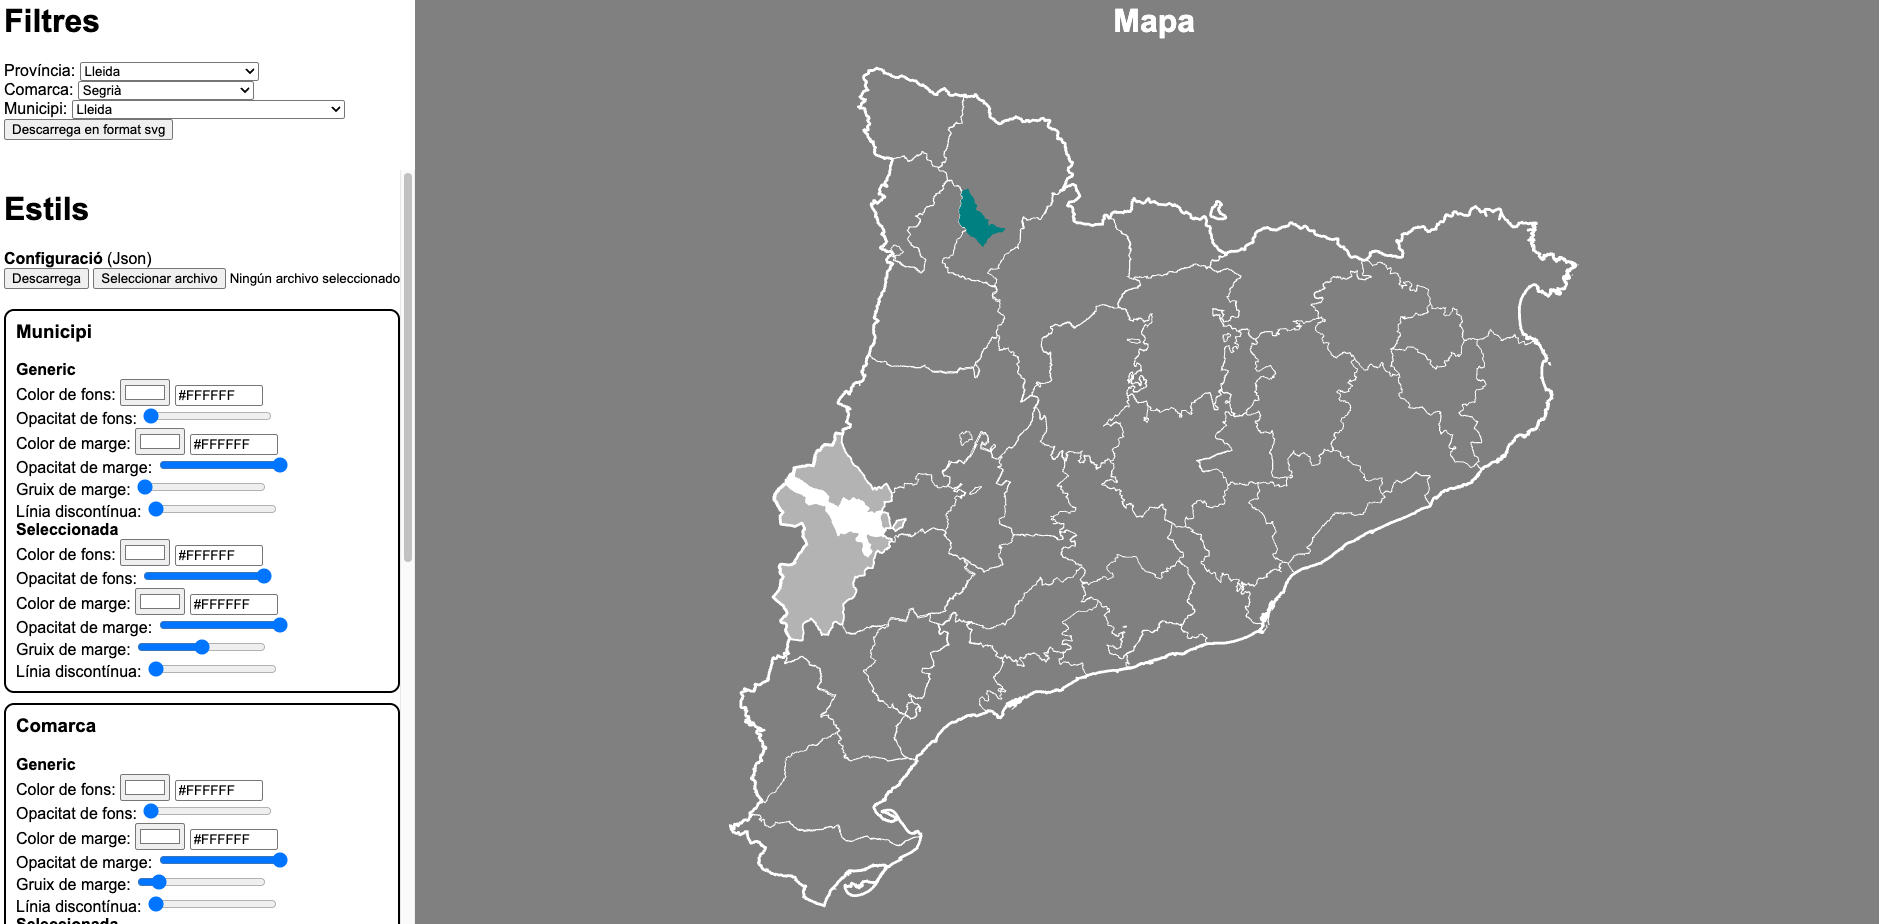 Filtres
Província: Lleida
Comarca: Segrià
Municipi: Lleida
Descarrega en format svg
Estils
Configuració (Json)
Descarrega Seleccionar archivo Ningún archivo seleccionado
Municipi
Generic
Color de fons: #FFFFFF
Opacitat de fons:
Color de marge: #FFFFFF
Opacitat de marge:
Gruix de marge:
Línia discontínua:
Seleccionada
Color de fons: #FFFFFF
Opacitat de fons:
Color de marge: #FFFFFF
Opacitat de marge:
Gruix de marge:
Línia discontínua:
Comarca
Generic
Color de fons: #FFFFFF
Opacitat de fons:
Color de marge: #FFFFFF
Opacitat de marge:
Gruix de marge:
Línia discontínua:
Seleccionada
Mapa